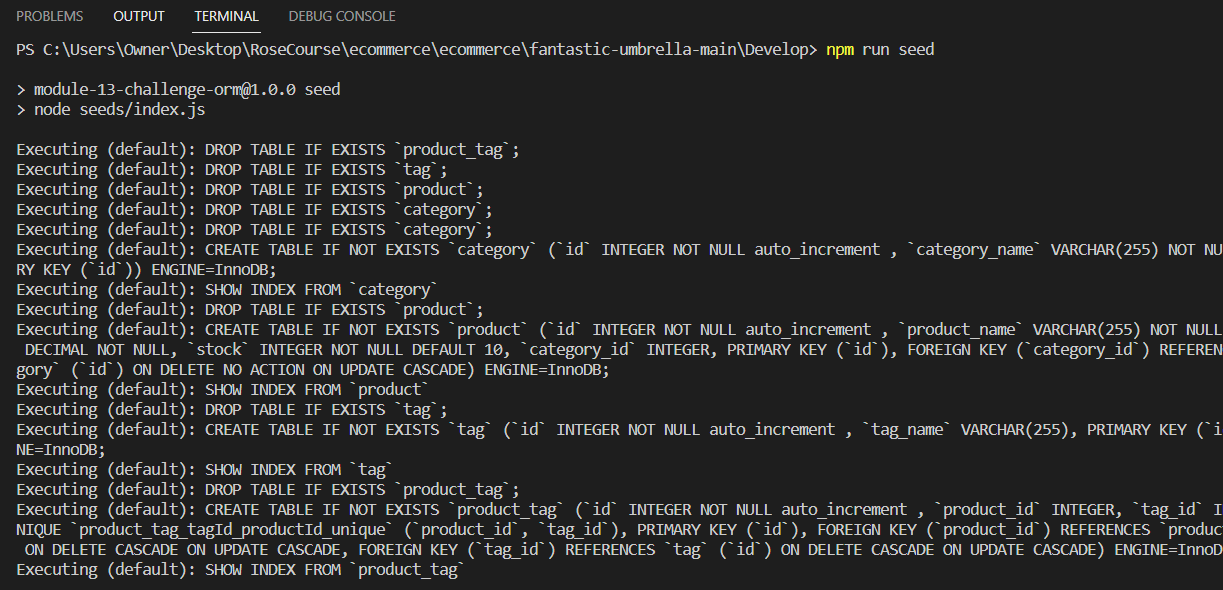 PROBLEMS OUTPUT TERMINAL DEBUG CONSOLE
PS C:\Users\Owner\Desktop\RoseCourse\ecommerce\ecommerce\fantastic-umbrella-main\Develop> npm run seed
> module-13-challenge-orm@1.0.0 seed
> node seeds/index.js
Executing (default): DROP TABLE IF EXISTS `product_tag`;
Executing (default): DROP TABLE IF EXISTS `tag`;
Executing (default): DROP TABLE IF EXISTS `product`;
Executing (default): DROP TABLE IF EXISTS `category`;
Executing (default): DROP TABLE IF EXISTS `category`;
Executing (default): CREATE TABLE IF NOT EXISTS `category` (`id` INTEGER NOT NULL auto_increment , `category_name` VARCHAR(255) NOT NU
RY KEY (`id`)) ENGINE=InnoDB;
Executing (default): SHOW INDEX FROM `category`
Executing (default): DROP TABLE IF EXISTS `product`;
Executing (default): CREATE TABLE IF NOT EXISTS `product` (`id` INTEGER NOT NULL auto_increment , `product_name` VARCHAR(255) NOT NULL
DECIMAL NOT NULL, `stock` INTEGER NOT NULL DEFAULT 10, `category_id` INTEGER, PRIMARY KEY (`id`), FOREIGN KEY (`category_id`) REFEREN
gory` (`id`) ON DELETE NO ACTION ON UPDATE CASCADE) ENGINE=InnoDB;
Executing (default): SHOW INDEX FROM `product`
Executing (default): DROP TABLE IF EXISTS `tag`;
Executing (default): CREATE TABLE IF NOT EXISTS `tag` (`id` INTEGER NOT NULL auto_increment , `tag_name` VARCHAR(255), PRIMARY KEY (`i
NE=InnoDB;
Executing (default): SHOW INDEX FROM `tag`
Executing (default): DROP TABLE IF EXISTS `product_tag`;
Executing (default): CREATE TABLE IF NOT EXISTS `product_tag` (`id` INTEGER NOT NULL auto_increment , `product_id` INTEGER, `tag_id` I
NIQUE `product_tag_tagId_productId_unique` (`product_id`, `tag_id`), PRIMARY KEY (`id`), FOREIGN KEY (`product_id`) REFERENCES `produc
ON DELETE CASCADE ON UPDATE CASCADE, FOREIGN KEY (`tag_id`) REFERENCES `tag` (`id`) ON DELETE CASCADE ON UPDATE CASCADE) ENGINE=InnoD
Executing (default): SHOW INDEX FROM `product_tag`